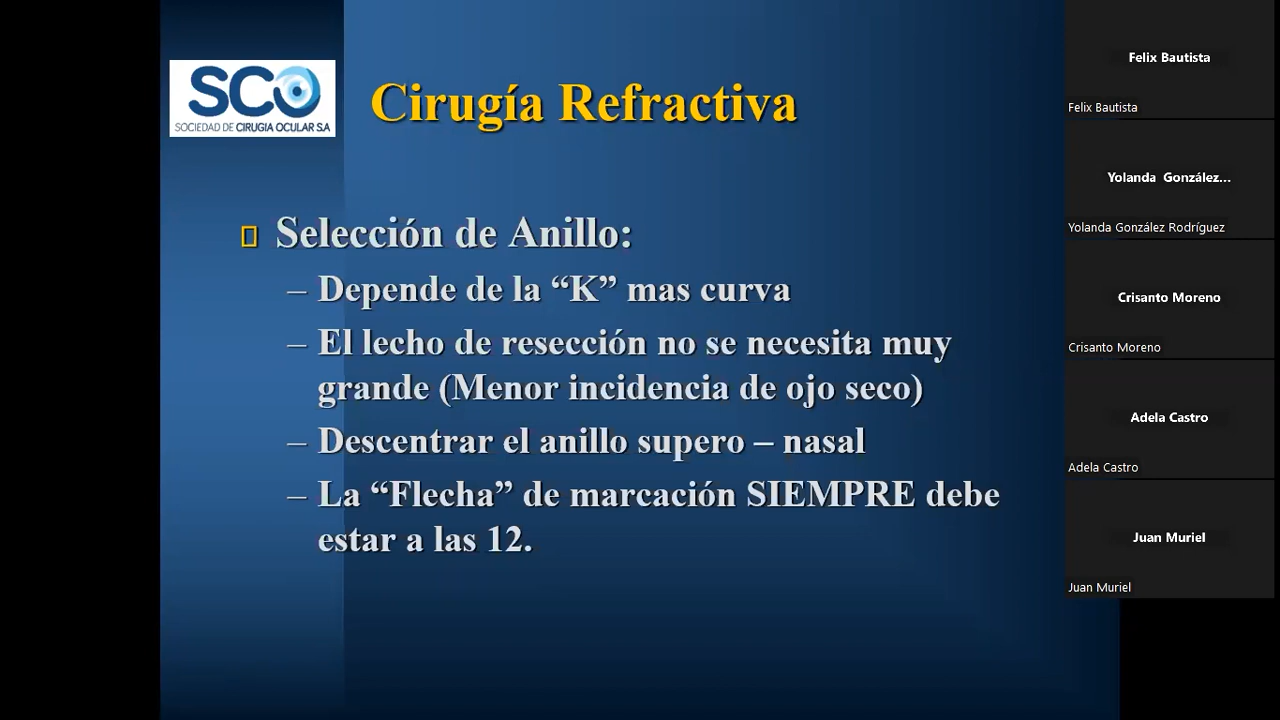 SCO
SOCIEDAD DE CIRUGIA OCULAR S.A
Cirugía Refractiva
Selección de Anillo:
– Depende de la “K” mas curva
– El lecho de resección no se necesita muy
grande (Menor incidencia de ojo seco)
– Descentrar el anillo supero – nasal
– La “Flecha” de marcación SIEMPRE debe
estar a las 12.
Felix Bautista
Felix Bautista
Yolanda González...
Yolanda González Rodríguez
Crisanto Moreno
Crisanto Moreno
Adela Castro
Adela Castro
Juan Muriel
Juan Muriel